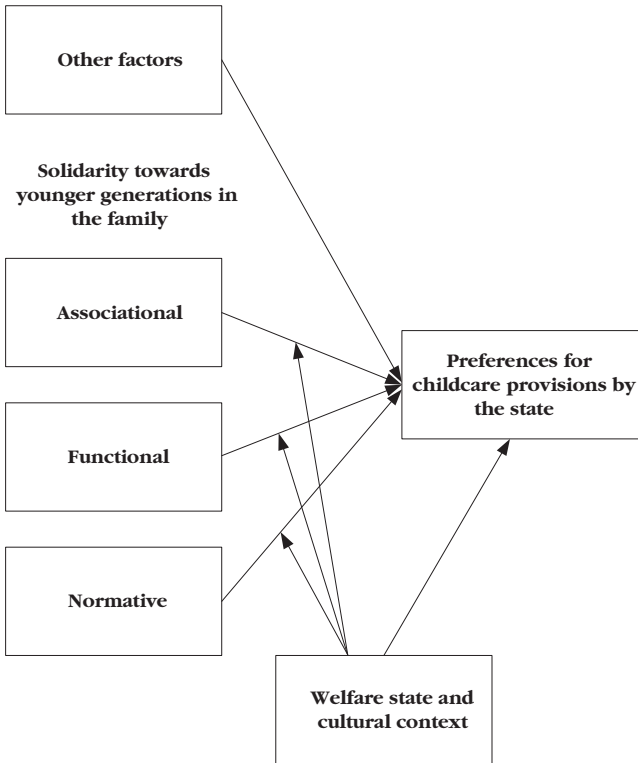 Other factors
Solidarity towards
younger generations in
the family
Associational
Functional
Normative
Preferences for
childcare provisions by
the state
Welfare state and
cultural context